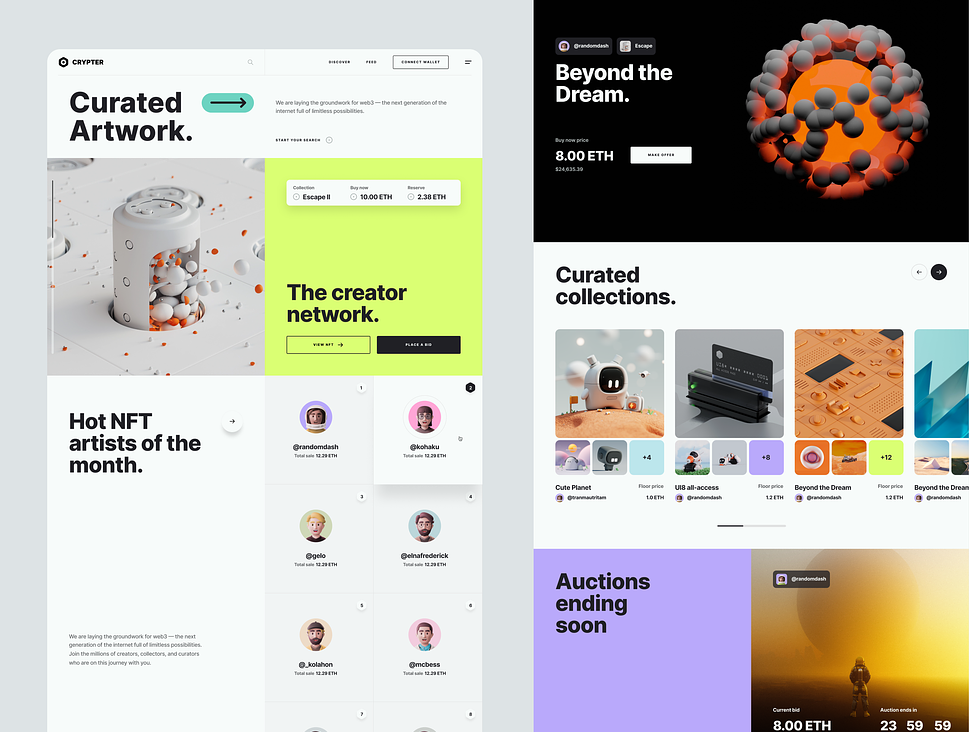 CRYPTER
DISCOVER
FEED
CONNECT WALLET
Curated
Artwork.
We are laying the groundwork for web3 — the next generation of the
internet full of limitless possibilities.
START YOUR SEARCH
Collection
Escape II
Buy now
10.00 ETH
Reserve
2.38 ETH
The creator
network.
VIEW NFT
PLACE A BID
Hot NFT
artists of the
month.
We are laying the groundwork for web3 — the next
generation of the internet full of limitless possibilities.
Join the millions of creators, collectors, and curators
who are on this journey with you.
1
@randomdash
Total sale 12.29 ETH
2
@kohaku
Total sale 12.29 ETH
3
@gelo
Total sale 12.29 ETH
4
@elnafrederick
Total sale 12.29 ETH
5
@_kolahon
Total sale 12.29 ETH
6
@mcbess
Total sale 12.29 ETH
7
8
@randomdash
Escape
Beyond the
Dream.
Buy now price
8.00 ETH
$24,635.39
MAKE OFFER
Curated
collections.
+4
Cute Planet
Floor price
@tranmautritam
1.0 ETH
+8
UI8 all-access
Floor price
@randomdash
1.2 ETH
+12
Beyond the Dream
Floor price
@randomdash
1.2 ETH
Beyond the Dream
@randomdash
Auctions
ending
soon
@randomdash
Current bid
8.00 ETH
Auction ends in
23 59 59